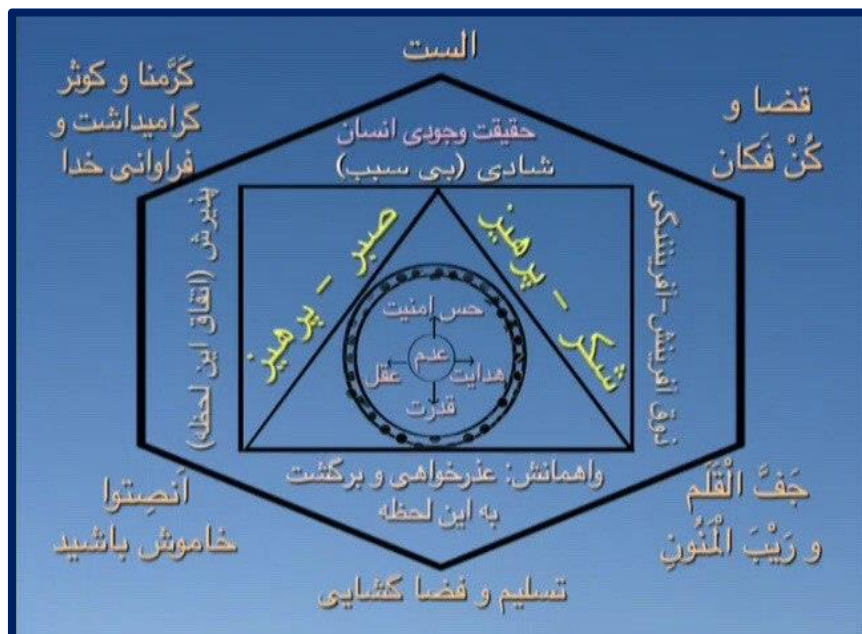 الست
قضا و
کُنْ فَکان
کَرَّمنا و کوثر
گرامیداشت و
فراوانی خدا
حقیقت وجودی انسان
شادی (بی سبب)
ذوق آفرینش-آفرینندگی
پذیرش (اتفاق این لحظه)
شکر - پرهیز
صبر - پرهیز
حس امنیت
عدم
هدایت
عقل
قدرت
واهمانش: عذرخواهی و برگشت
به این لحظه
جَفَّ الْقَلَم
و رَیْبَ الْمَنُونِ
اَنصِتوا
خاموش باشید
تسلیم و فضا گشایی